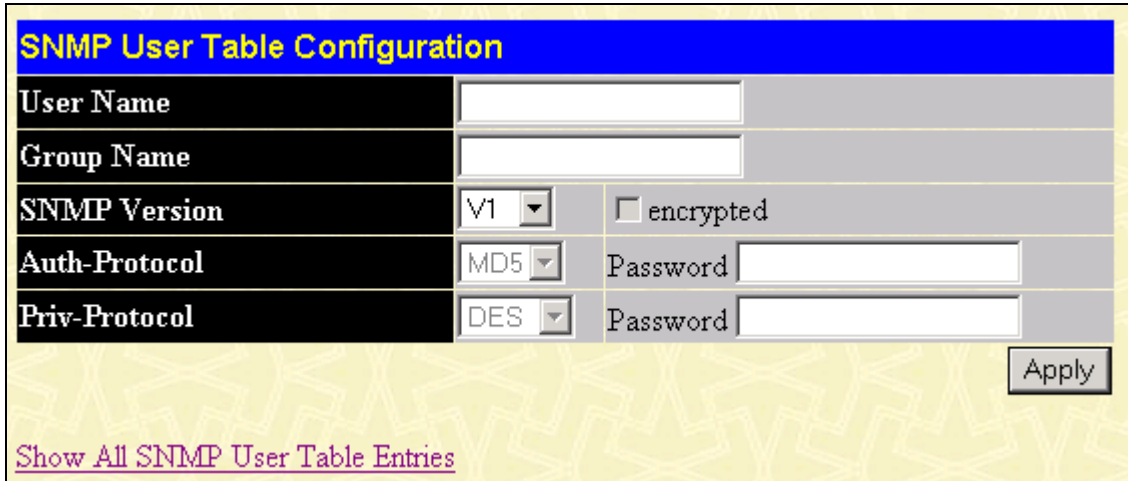 SNMP User Table Configuration
User Name
Group Name
SNMP Version V1 encrypted
Auth-Protocol MD5 Password
Priv-Protocol DES Password
Apply
Show All SNMP User Table Entries